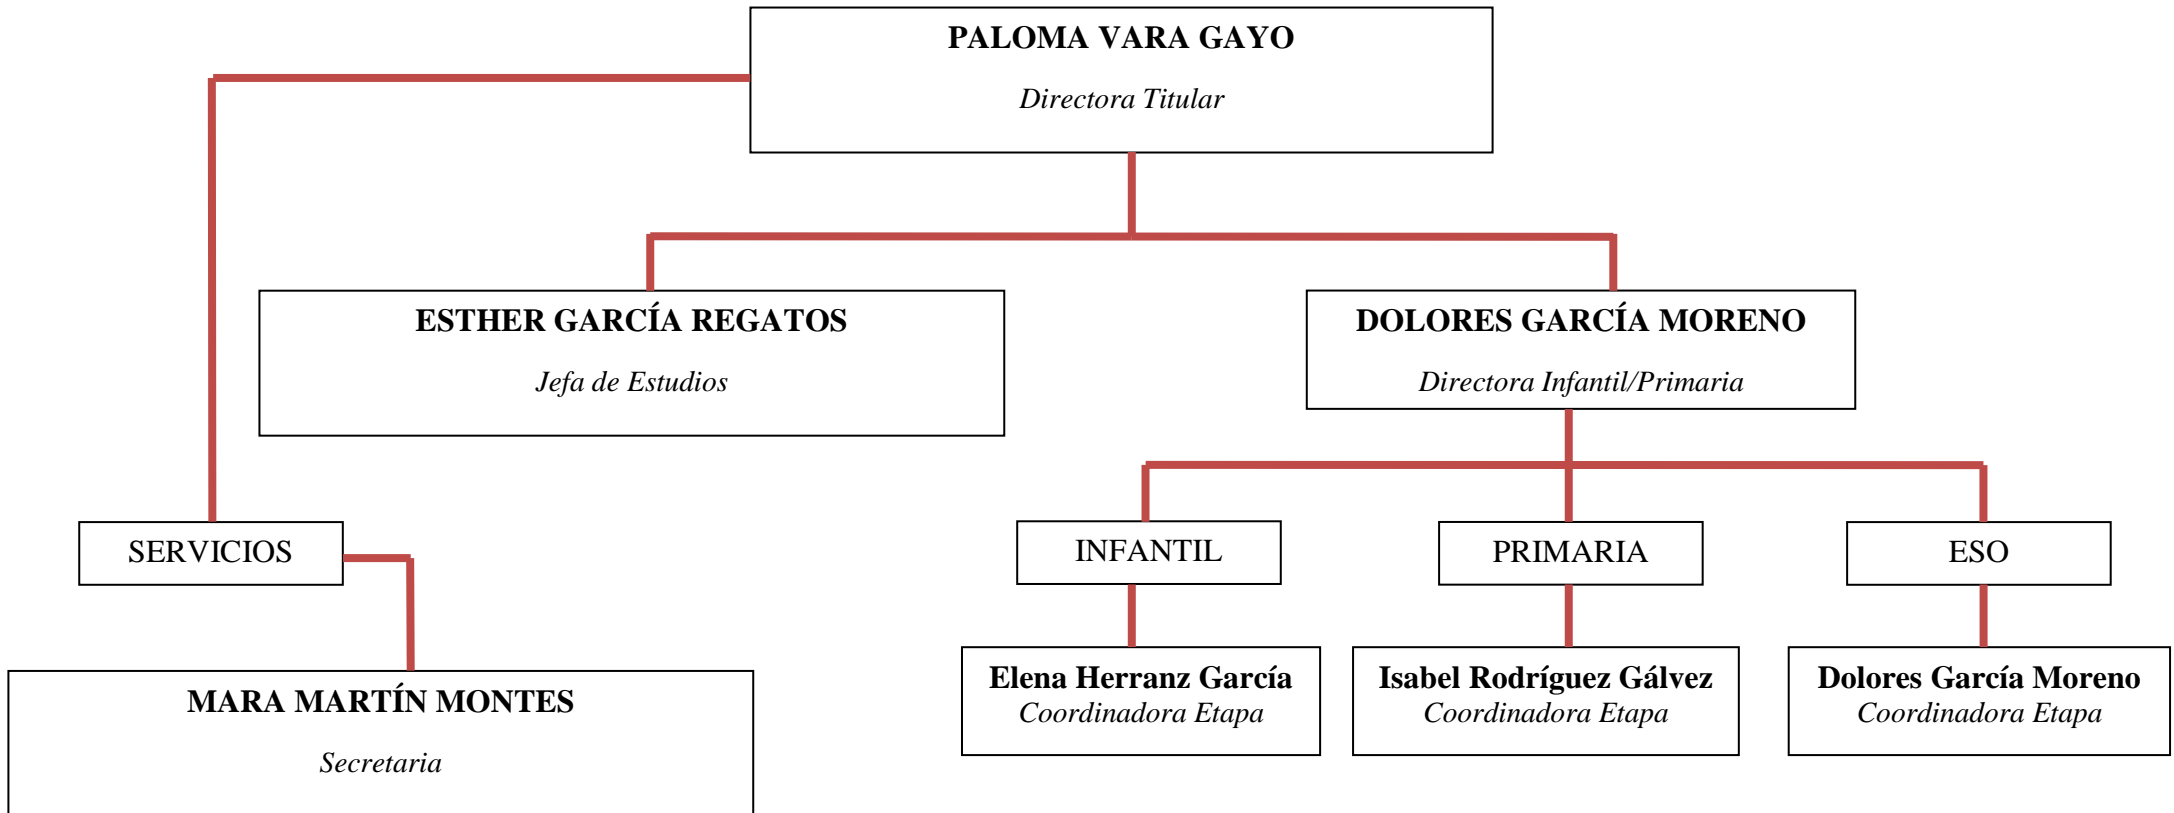 PALOMA VARA GAYO
Directora Titular
ESTHER GARCÍA REGATOS
Jefa de Estudios
DOLORES GARCÍA MORENO
Directora Infantil/Primaria
SERVICIOS
INFANTIL
PRIMARIA
ESO
MARA MARTÍN MONTES
Secretaria
Elena Herranz García
Coordinadora Etapa
Isabel Rodríguez Gálvez
Coordinadora Etapa
Dolores García Moreno
Coordinadora Etapa